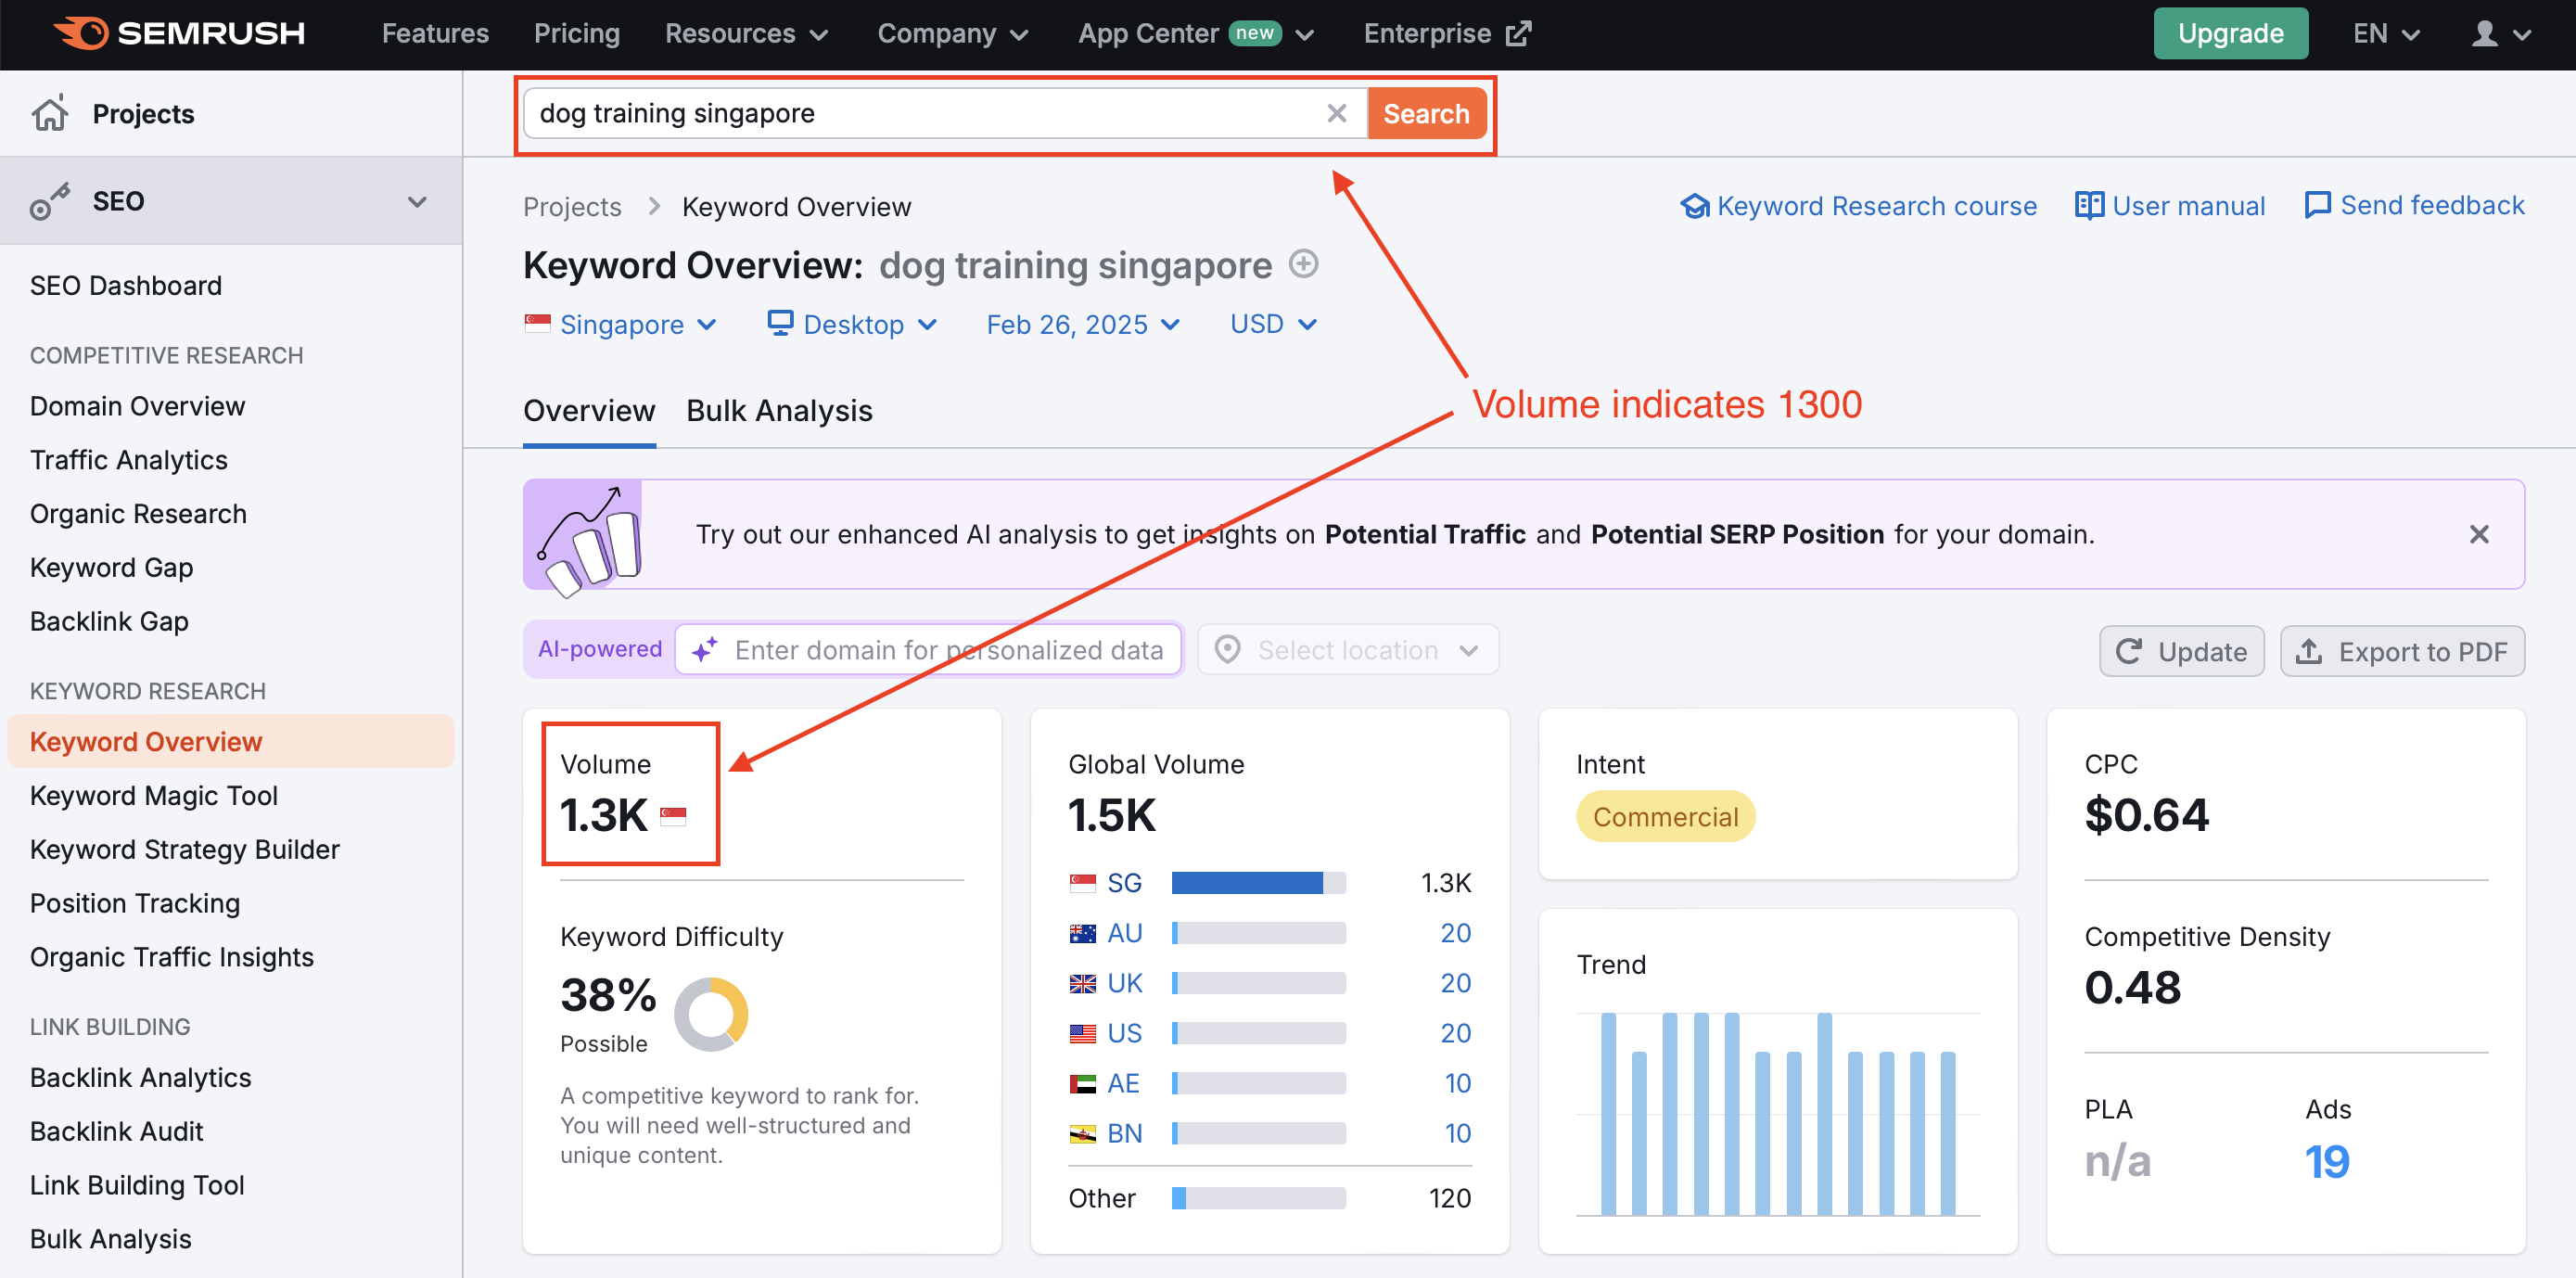 SEMRUSH Features Pricing Resources Company App Center new Enterprise Upgrade EN
Projects
dog training singapore Search
SEO
Projects > Keyword Overview
Keyword Research course User manual Send feedback
Keyword Overview: dog training singapore
Singapore Desktop Feb 26, 2025 USD
Volume indicates 1300
Overview Bulk Analysis
Try out our enhanced AI analysis to get insights on Potential Traffic and Potential SERP Position for your domain.
AI-powered Enter domain for personalized data Select location Update Export to PDF
SEO Dashboard
COMPETITIVE RESEARCH
Domain Overview
Traffic Analytics
Organic Research
Keyword Gap
Backlink Gap
KEYWORD RESEARCH
Keyword Overview
Keyword Magic Tool
Keyword Strategy Builder
Position Tracking
Organic Traffic Insights
LINK BUILDING
Backlink Analytics
Backlink Audit
Link Building Tool
Bulk Analysis
Volume
1.3K
Keyword Difficulty
38%
Possible
A competitive keyword to rank for.
You will need well-structured and
unique content.
Global Volume
1.5K
SG 1.3K
AU 20
UK 20
US 20
AE 10
BN 10
Other 120
Intent
Commercial
Trend
CPC
$0.64
Competitive Density
0.48
PLA Ads
n/a 19